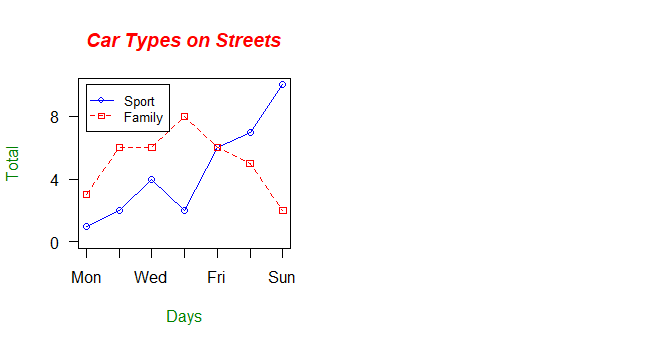 Car Types on Streets
Sport
Family
8
4
0
Total
Mon Wed Fri Sun
Days